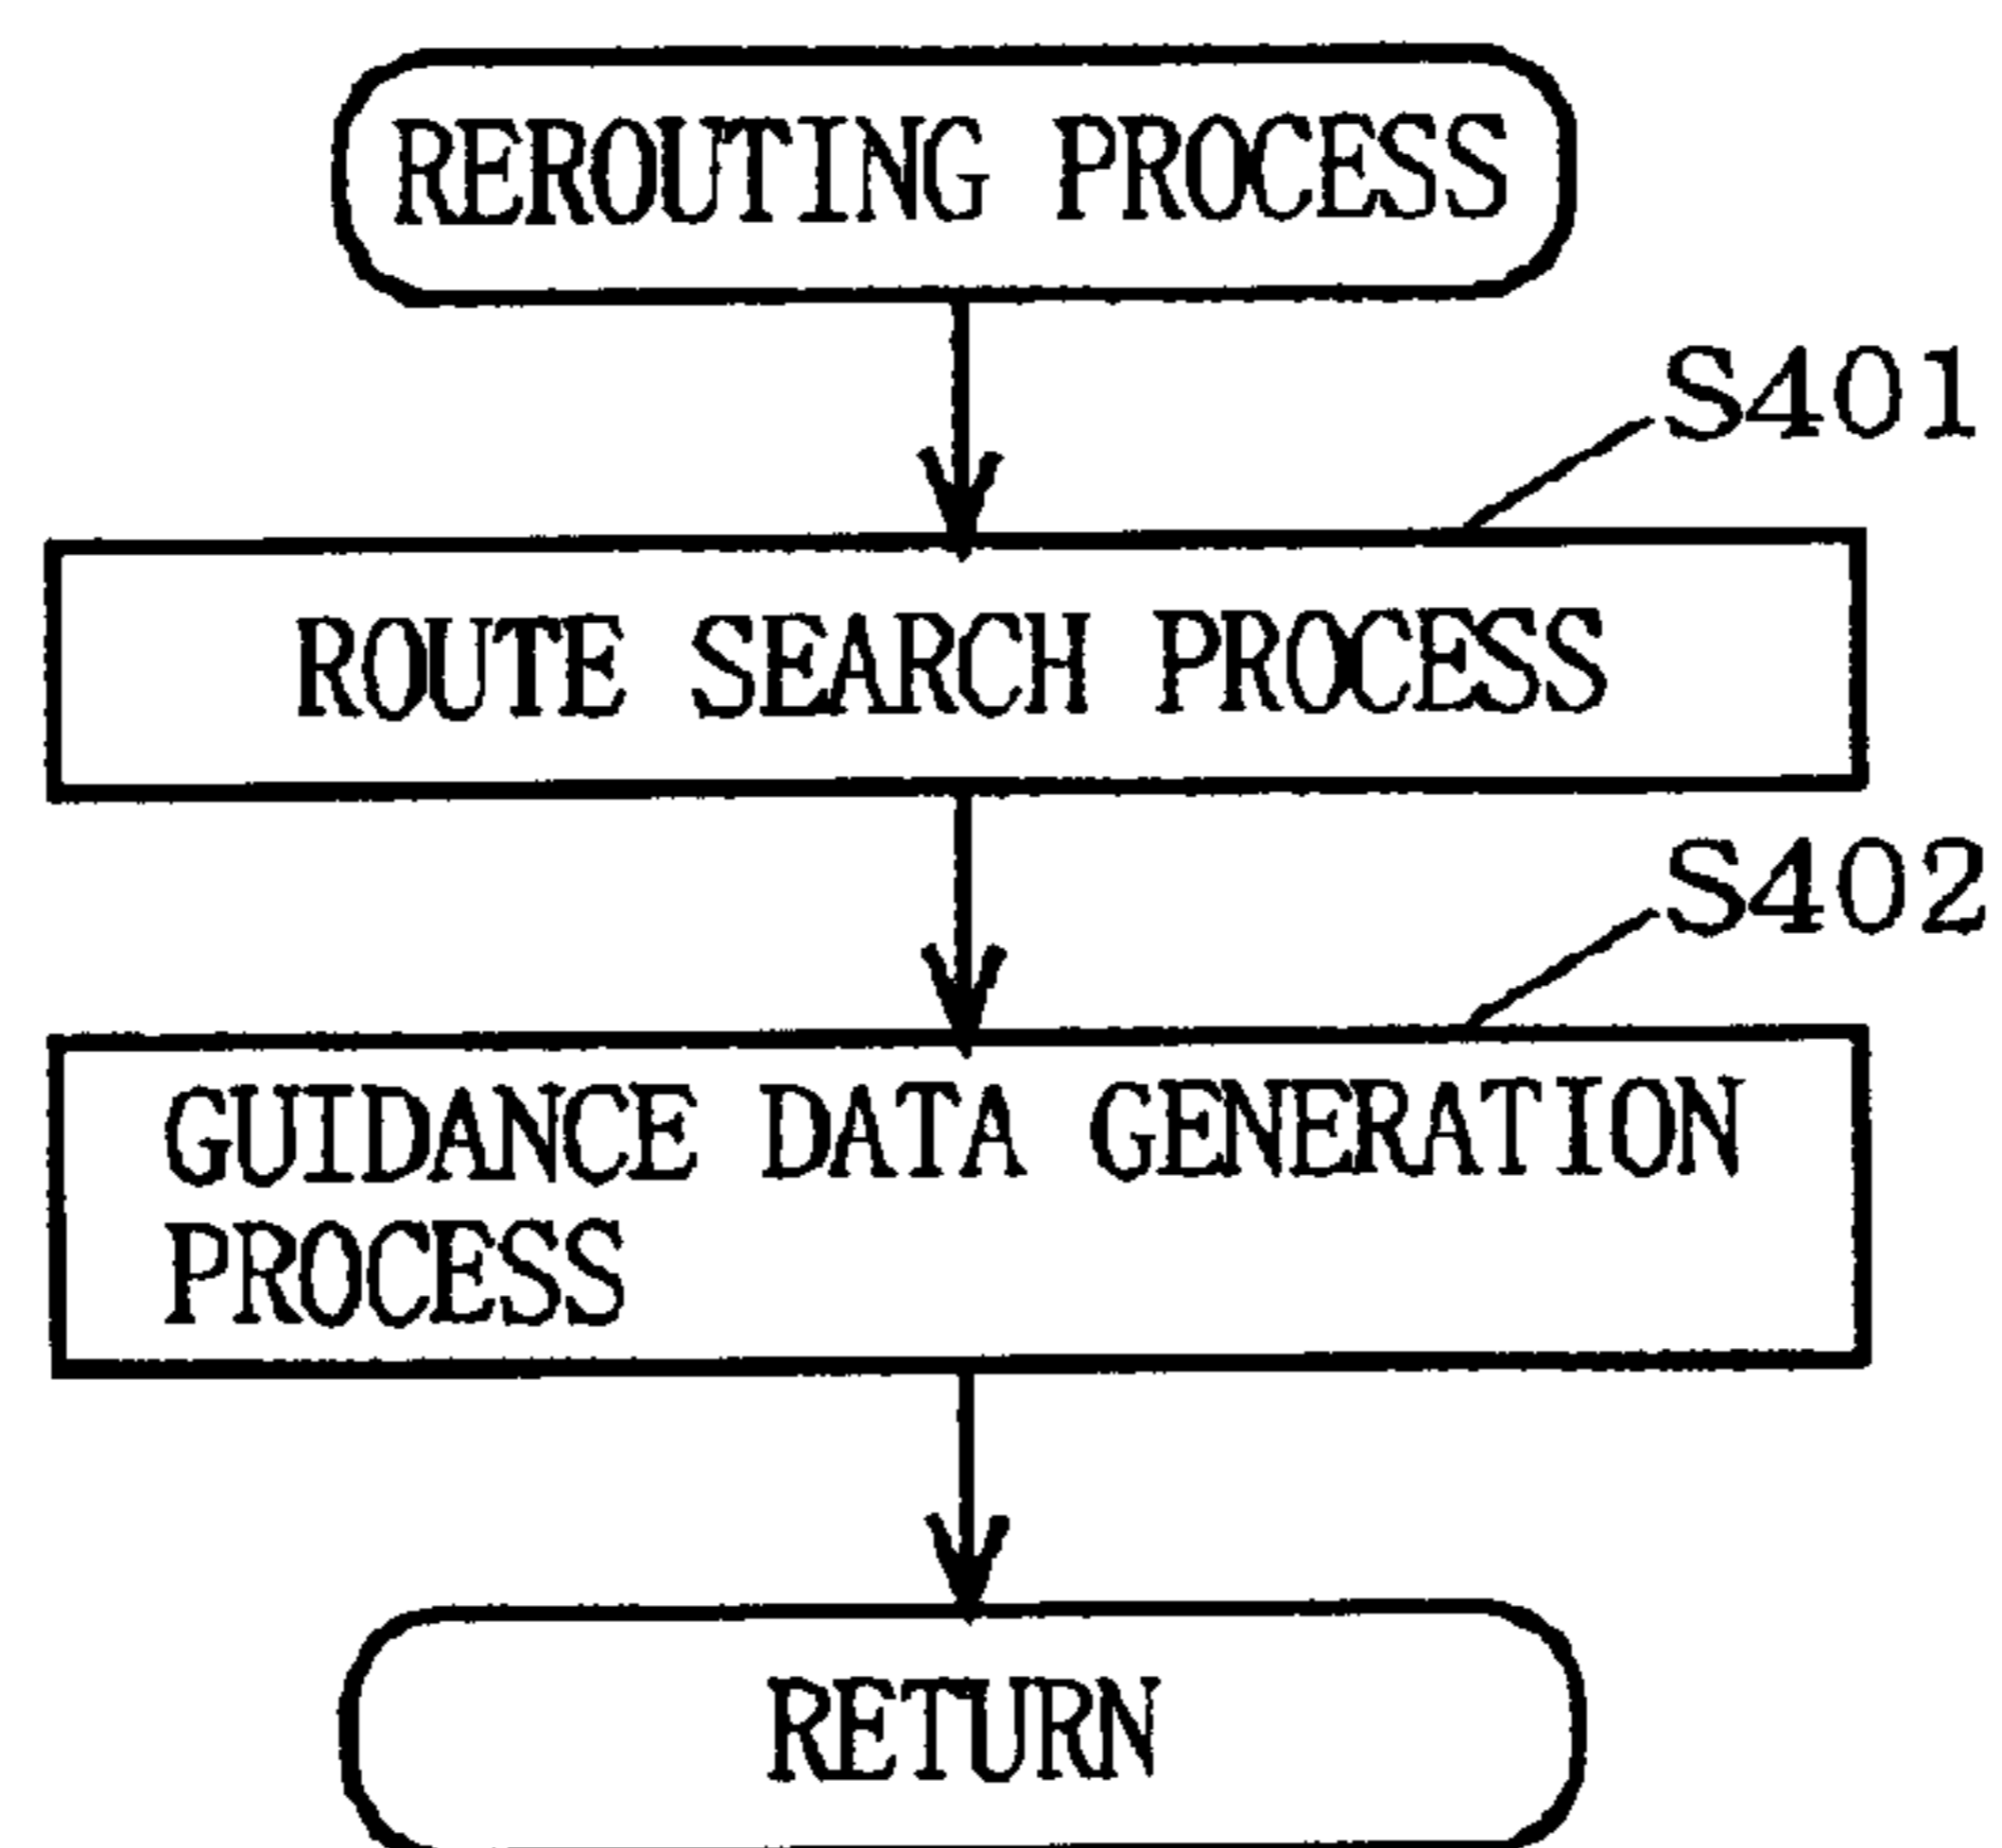 REROUTING PROCESS
S401
ROUTE SEARCH PROCESS
S402
GUIDANCE DATA GENERATION
PROCESS
RETURN